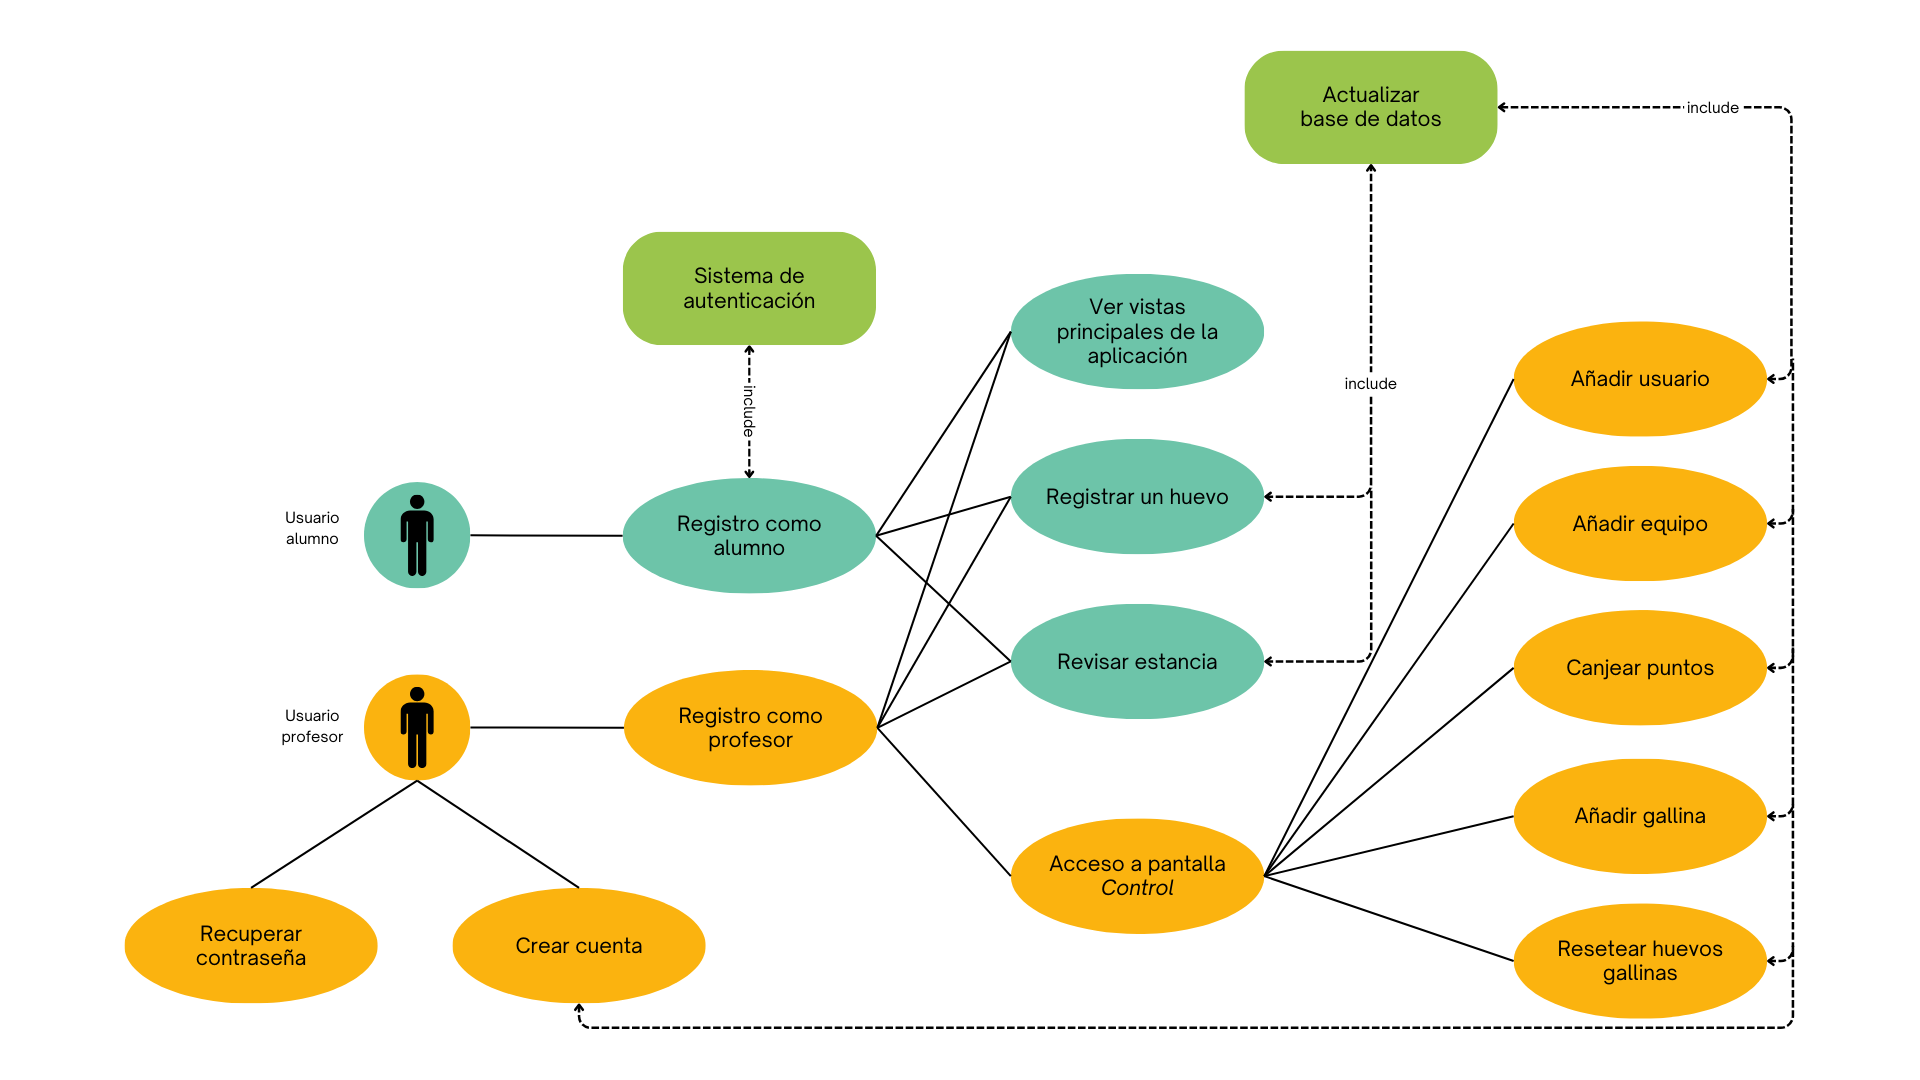 Actualizar
base de datos
include
Sistema de
autenticación
include
Ver vistas
principales de la
aplicación
include
Añadir usuario
Registrar un huevo
Usuario
alumno
Registro como
alumno
Añadir equipo
Revisar estancia
Canjear puntos
Usuario
profesor
Registro como
profesor
Añadir gallina
Acceso a pantalla
Control
Recuperar
contraseña
Crear cuenta
Resetear huevos
gallinas